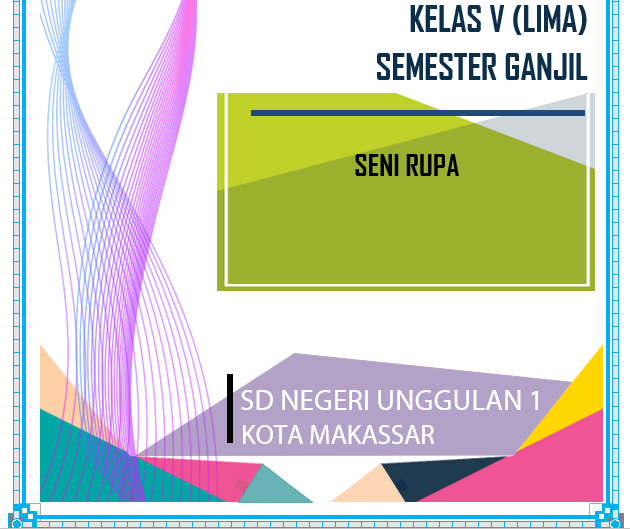 KELAS V (LIMA)
SEMESTER GANJIL
SENI RUPA
SD NEGERI UNGGULAN 1
KOTA MAKASSAR